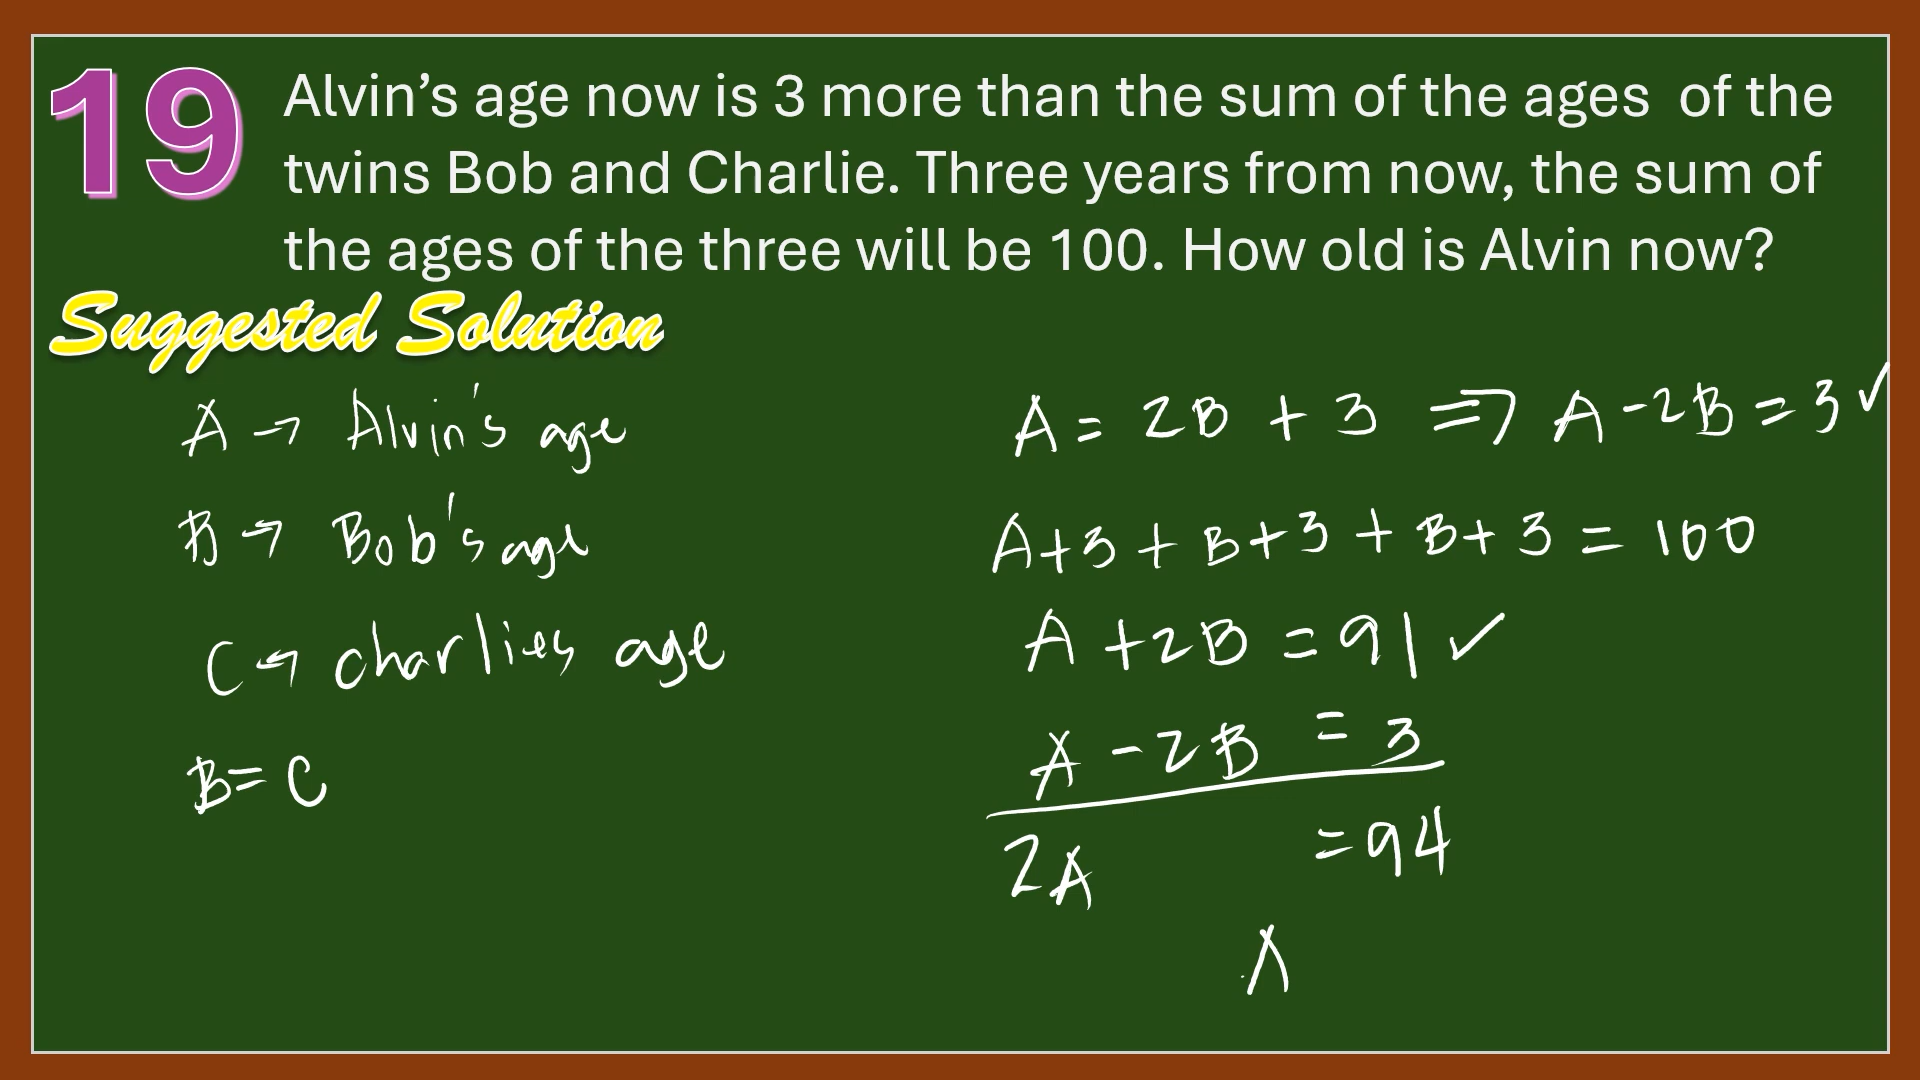 19
Alvin’s age now is 3 more than the sum of the ages of the
twins Bob and Charlie. Three years from now, the sum of
the ages of the three will be 100. How old is Alvin now?
Suggested Solution
A → Alvin's age
B → Bob's age
C → charlies age
B = C
A = 2B + 3 ⇒ A - 2B = 3 ✓
A + 3 + B + 3 + B + 3 = 100
A + 2B = 91 ✓
A - 2B = 3
2A = 94
A